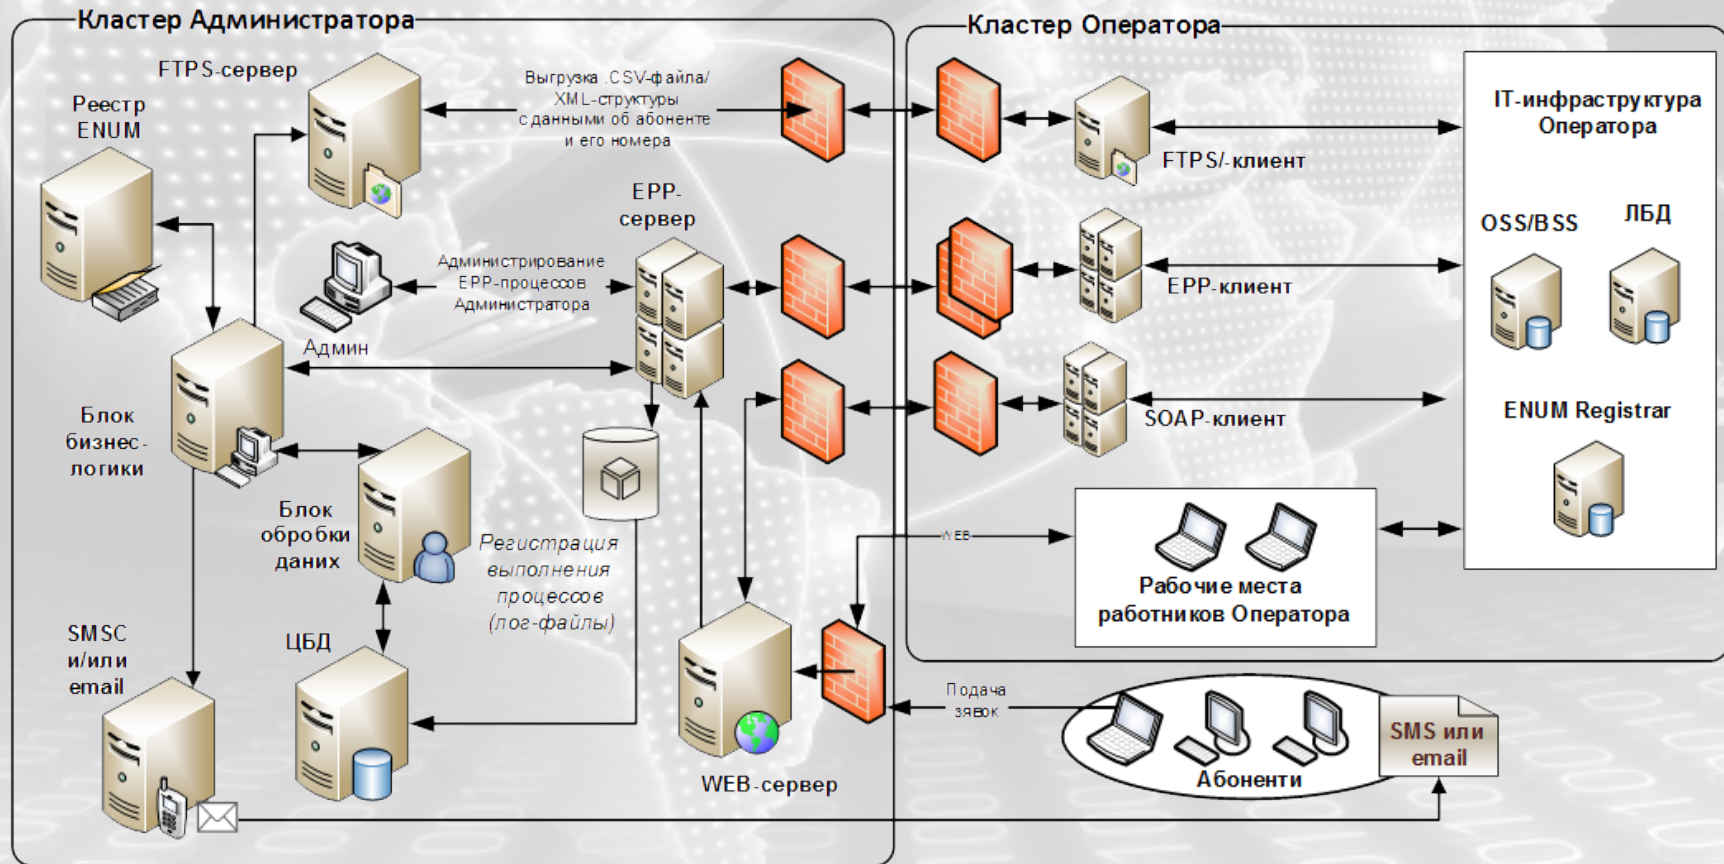 Кластер Администратора
Кластер Оператора
FTPS-сервер
Реестр
ENUM
Выгрузка .CSV-файла/
XML-структуры
с данными об абоненте
и его номера
IT-инфраструктура
Оператора
FTPS/-клиент
EPP-
сервер
OSS/BSS
ЛБД
Администрирование
EPP-процессов
Администратора
EPP-клиент
Админ
Блок
бизнес-
логики
SOAP-клиент
ENUM Registrar
Блок
обробки
даних
Регистрация
выполнения
процессов
(лог-файлы)
WEB
Рабочие места
работников Оператора
SMSC
и/или
email
ЦБД
WEB-сервер
Подача
зявок
Абоненти
SMS или
email